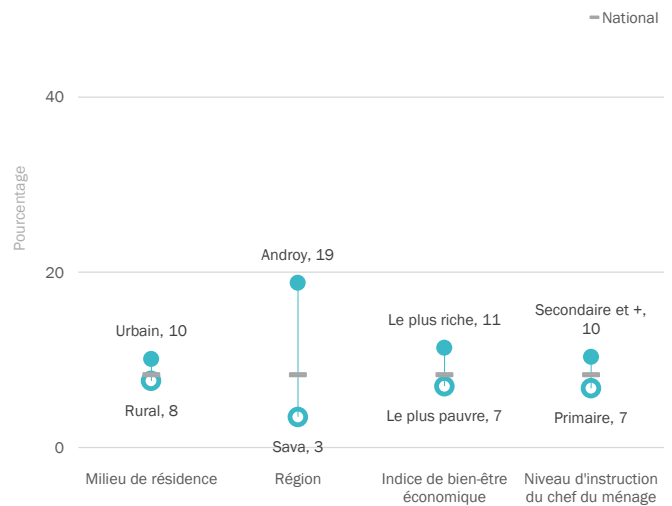 National
40
Pourcentage
Androy, 19
20
Secondaire et +,
10
Le plus riche, 11
Urbain, 10
Rural, 8
Le plus pauvre, 7
Primaire, 7
0
Sava, 3
Milieu de résidence
Région
Indice de bien-être
économique
Niveau d'instruction
du chef du ménage